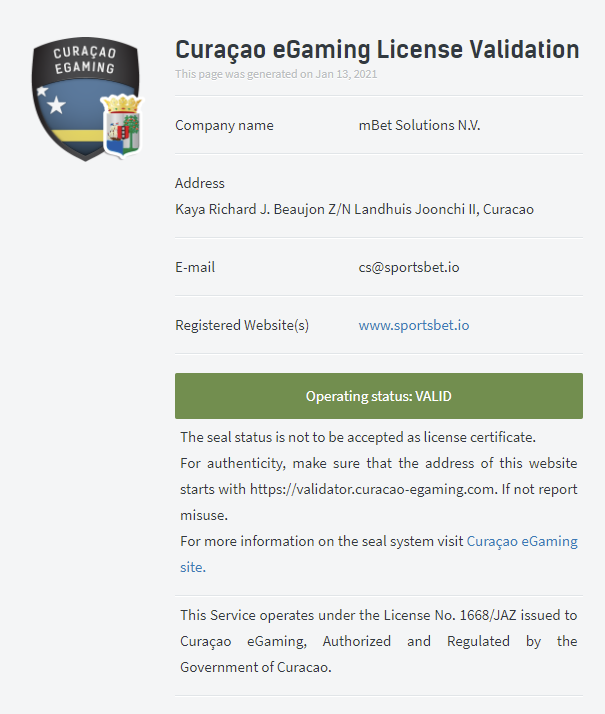 CURAÇAO
EGAMING
Curaçao eGaming License Validation
This page was generated on Jan 13, 2021
Company name mBet Solutions N.V.
Address
Kaya Richard J. Beaujon Z/N Landhuis Joonchi II, Curacao
E-mail cs@sportsbet.io
Registered Website(s) www.sportsbet.io
Operating status: VALID
The seal status is not to be accepted as license certificate.
For authenticity, make sure that the address of this website
starts with https://validator.curacao-egaming.com. If not report
misuse.
For more information on the seal system visit Curaçao eGaming
site.
This Service operates under the License No. 1668/JAZ issued to
Curaçao eGaming, Authorized and Regulated by the
Government of Curacao.